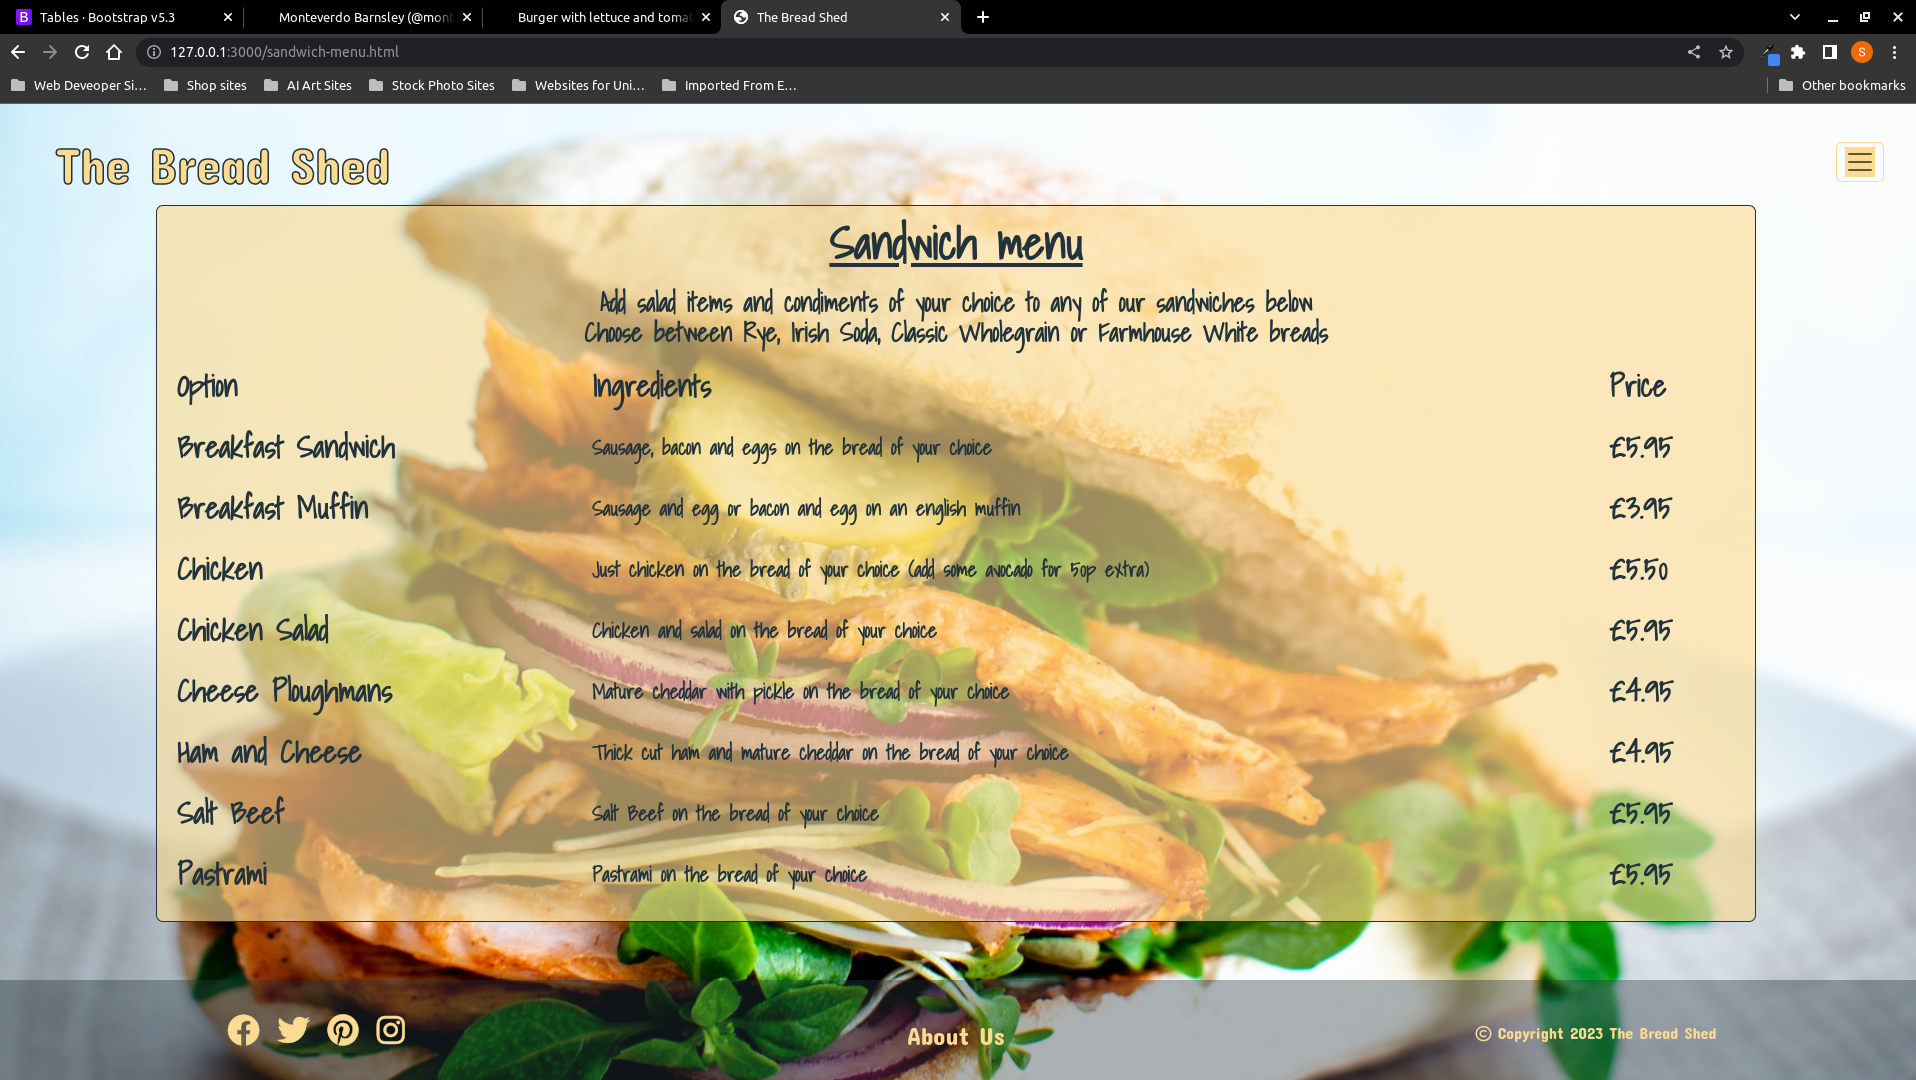 Tables · Bootstrap v5.3
Monteverdo Barnsley (@mont
Burger with lettuce and tomat
The Bread Shed
127.0.0.1:3000/sandwich-menu.html
S
Web Deveoper Si...
Shop sites
AI Art Sites
Stock Photo Sites
Websites for Uni...
Imported From E...
Other bookmarks
The Bread Shed
Sandwich menu
Add salad items and condiments of your choice to any of our sandwiches below
Choose between Rye, Irish Soda, Classic Wholegrain or Farmhouse White breads
Option Ingredients Price
Breakfast Sandwich Sausage, bacon and eggs on the bread of your choice £5.95
Breakfast Muffin Sausage and egg or bacon and egg on an english muffin £3.95
Chicken Just chicken on the bread of your choice (add some avocado for 50p extra) £5.50
Chicken Salad Chicken and salad on the bread of your choice £5.95
Cheese Ploughmans Mature cheddar with pickle on the bread of your choice £4.95
Ham and Cheese Thick cut ham and mature cheddar on the bread of your choice £4.95
Salt Beef Salt Beef on the bread of your choice £5.95
Pastrami Pastrami on the bread of your choice £5.95
About Us
© Copyright 2023 The Bread Shed